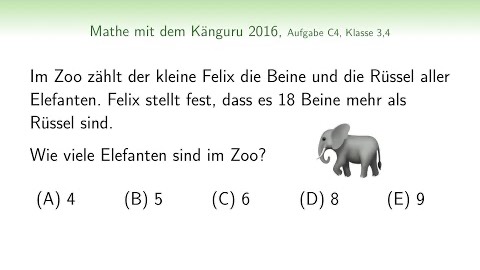 Mathe mit dem Känguru 2016, Aufgabe C4, Klasse 3,4
Im Zoo zählt der kleine Felix die Beine und die Rüssel aller
Elefanten. Felix stellt fest, dass es 18 Beine mehr als
Rüssel sind.
Wie viele Elefanten sind im Zoo?
(A) 4 (B) 5 (C) 6 (D) 8 (E) 9